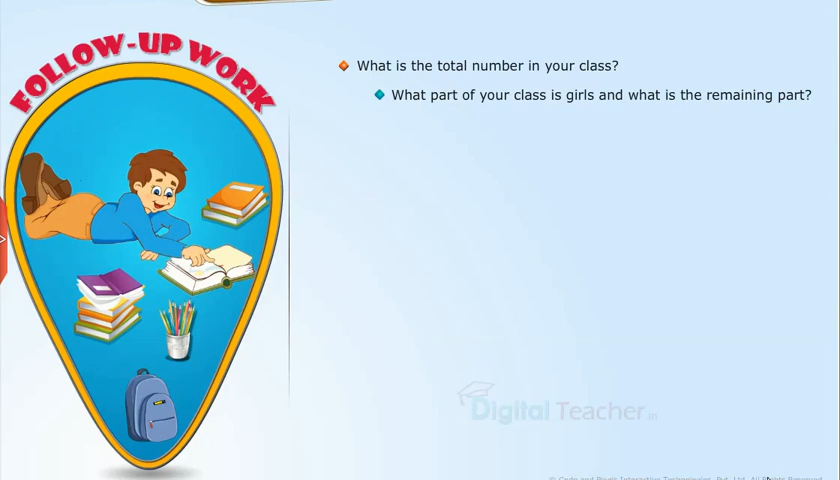 FOLLOW-UP WORK
What is the total number in your class?
What part of your class is girls and what is the remaining part?
Digital Teacher.in